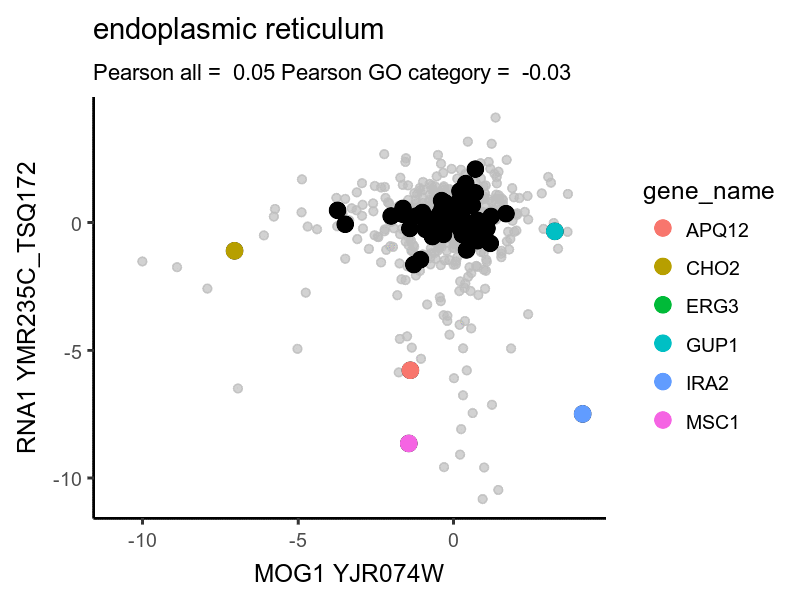 endoplasmic reticulum
Pearson all =  0.05 Pearson GO category =  -0.03
RNA1 YMR235C_TSQ172
0
-5
-10
-10
-5
0
MOG1 YJR074W
gene_name
APQ12
CHO2
ERG3
GUP1
IRA2
MSC1